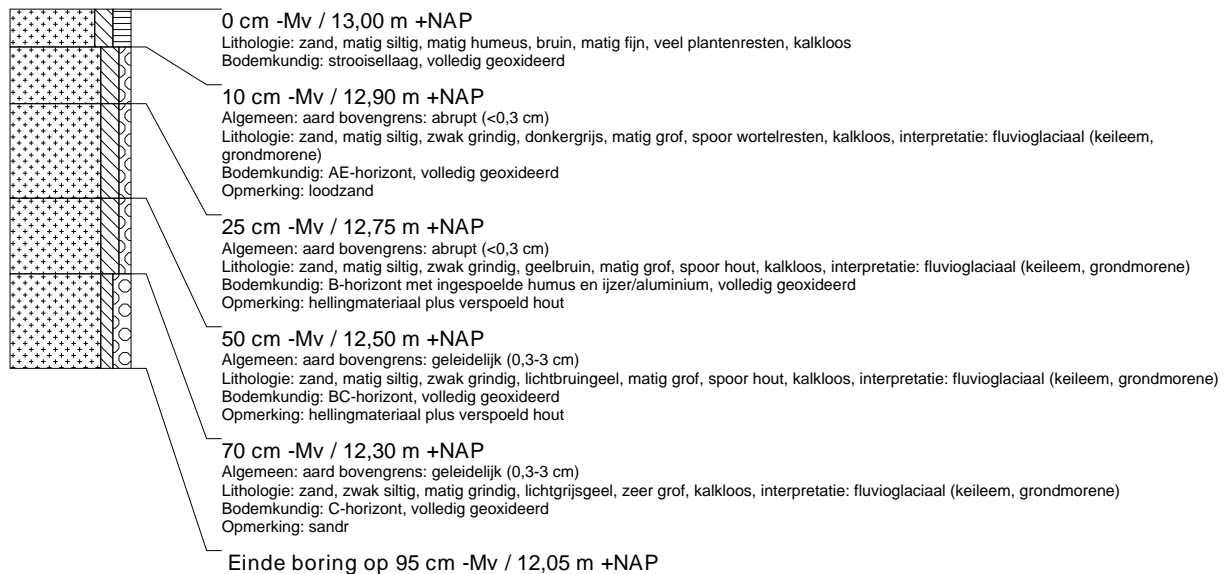 0 cm -Mv / 13,00 m +NAP
Lithologie: zand, matig siltig, matig humeus, bruin, matig fijn, veel plantenresten, kalkloos
Bodemkundig: strooisellaag, volledig geoxideerd
10 cm -Mv / 12,90 m +NAP
Algemeen: aard bovengrens: abrupt (<0,3 cm)
Lithologie: zand, matig siltig, zwak grindig, donkergrijs, matig grof, spoor wortelresten, kalkloos, interpretatie: fluvioglaciaal (keileem,
grondmorene)
Bodemkundig: AE-horizont, volledig geoxideerd
Opmerking: loodzand
25 cm -Mv / 12,75 m +NAP
Algemeen: aard bovengrens: abrupt (<0,3 cm)
Lithologie: zand, matig siltig, zwak grindig, geelbruin, matig grof, spoor hout, kalkloos, interpretatie: fluvioglaciaal (keileem, grondmorene)
Bodemkundig: B-horizont met ingespoelde humus en ijzer/aluminium, volledig geoxideerd
Opmerking: hellingmateriaal plus verspoeld hout
50 cm -Mv / 12,50 m +NAP
Algemeen: aard bovengrens: geleidelijk (0,3-3 cm)
Lithologie: zand, matig siltig, zwak grindig, lichtbruingeel, matig grof, spoor hout, kalkloos, interpretatie: fluvioglaciaal (keileem, grondmorene)
Bodemkundig: BC-horizont, volledig geoxideerd
Opmerking: hellingmateriaal plus verspoeld hout
70 cm -Mv / 12,30 m +NAP
Algemeen: aard bovengrens: geleidelijk (0,3-3 cm)
Lithologie: zand, zwak siltig, matig grindig, lichtgrijsgeel, zeer grof, kalkloos, interpretatie: fluvioglaciaal (keileem, grondmorene)
Bodemkundig: C-horizont, volledig geoxideerd
Opmerking: sandr
Einde boring op 95 cm -Mv / 12,05 m +NAP